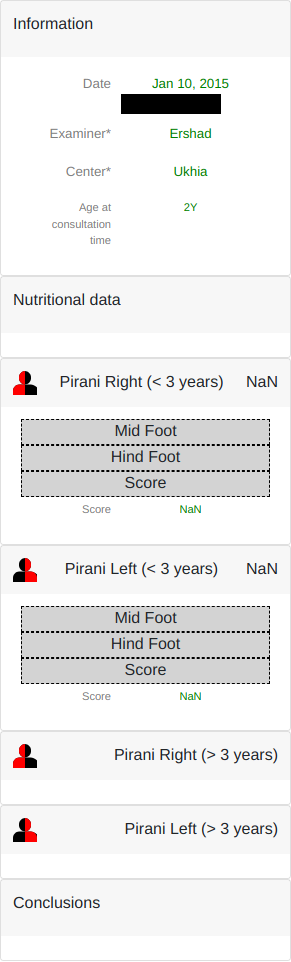 Information
Date Jan 10, 2015
Examiner* Ershad
Center* Ukhia
Age at
consultation
time
2Y
Nutritional data
Pirani Right (< 3 years) NaN
Mid Foot
Hind Foot
Score
Score NaN
Pirani Left (< 3 years) NaN
Mid Foot
Hind Foot
Score
Score NaN
Pirani Right (> 3 years)
Pirani Left (> 3 years)
Conclusions